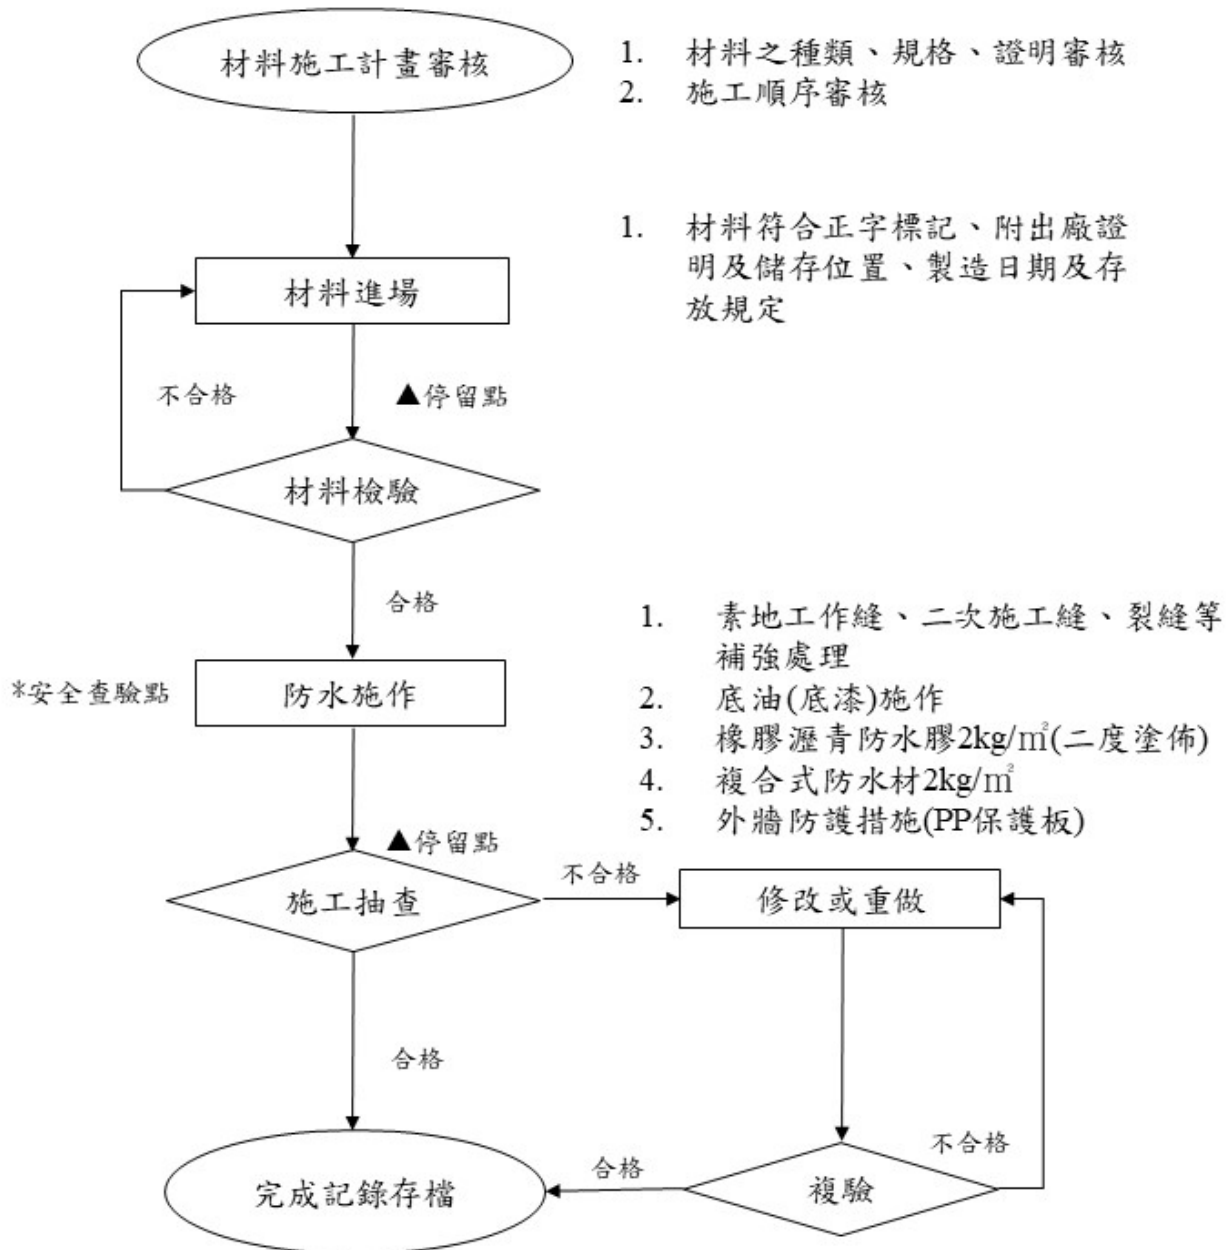 材料施工計畫審核
1. 材料之種類、規格、證明審核
2. 施工順序審核
1. 材料符合正字標記、附出廠證
明及儲存位置、製造日期及存
放規定
材料進場
不合格
▲停留點
材料檢驗
合格
1. 素地工作縫、二次施工縫、裂縫等
補強處理
*安全查驗點
防水施作
2. 底油(底漆)施作
3. 橡膠瀝青防水膠2kg/㎡(二度塗佈)
4. 複合式防水材2kg/㎡
5. 外牆防護措施(PP保護板)
▲停留點
不合格
施工抽查
修改或重做
合格
不合格
合格
完成記錄存檔
複驗